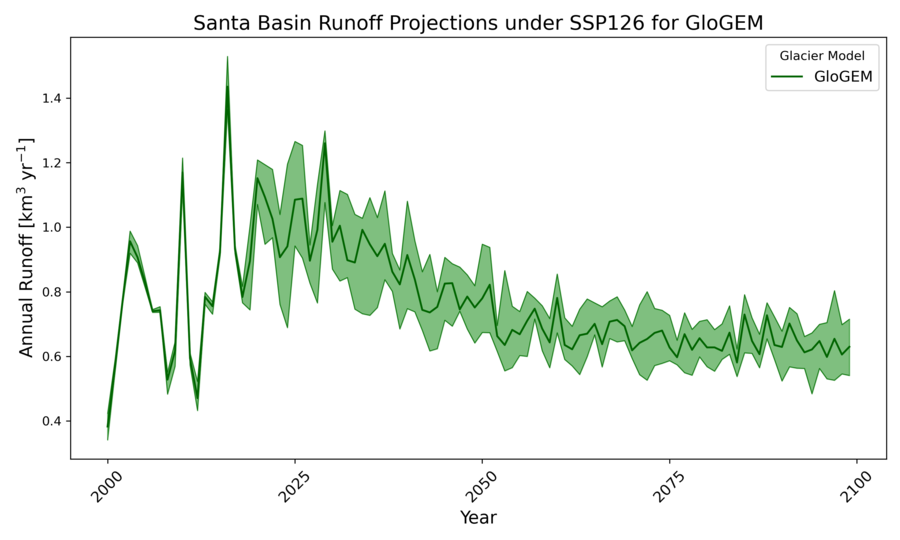 Santa Basin Runoff Projections under SSP126 for GloGEM
Glacier Model
GloGEM
Annual Runoff [km³ yr⁻¹]
1.4
1.2
1.0
0.8
0.6
0.4
2000
2025
2050
2075
2100
Year